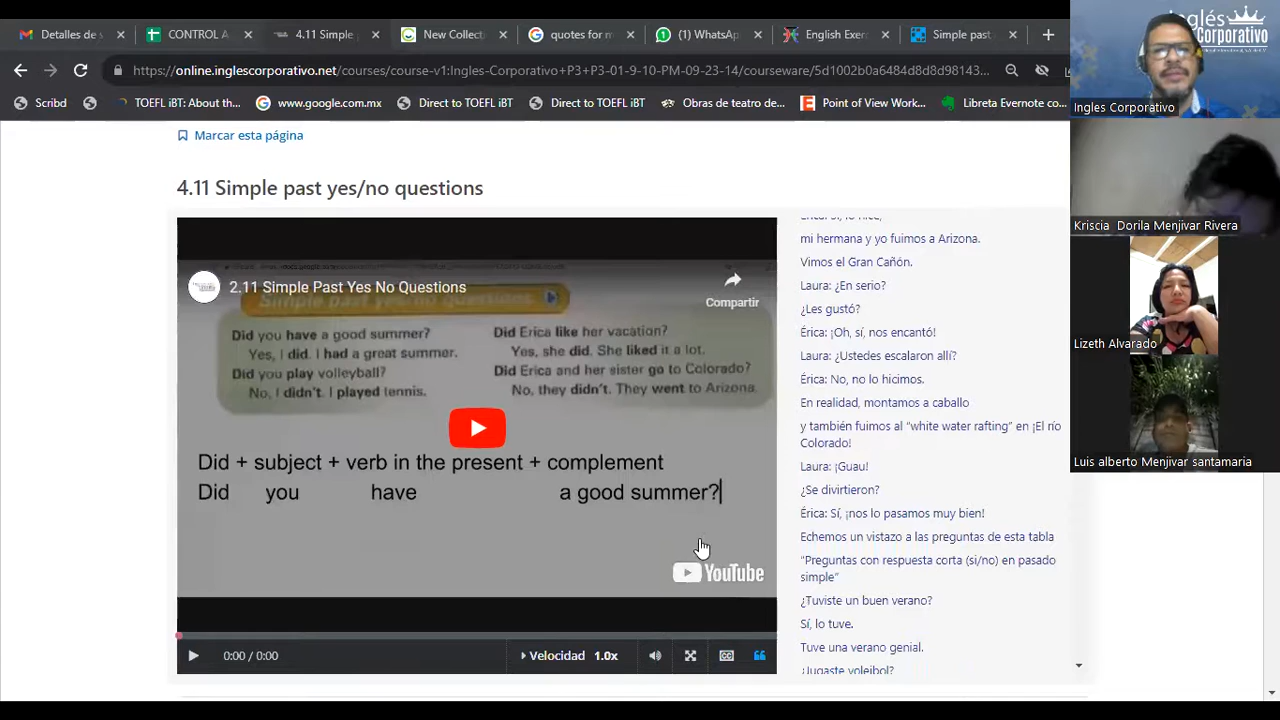 Detalles de s
CONTROL A
4.11 Simple
New Collect
quotes for m
(1) WhatsAp
English Exer
Simple past
https://online.inglescorporativo.net/courses/course-v1:Ingles-Corporativo+P3+P3-01-9-10-PM-09-23-14/courseware/5d1002b0a6484d8d8d98143...
Scribd
TOEFL iBT: About th...
www.google.com.mx
Direct to TOEFL iBT
Direct to TOEFL iBT
Obras de teatro de...
Point of View Work...
Libreta Evernote co...
Marcar esta página
4.11 Simple past yes/no questions
2.11 Simple Past Yes No Questions
Compartir
Simple past yes/no questions
Did you have a good summer?
Yes, I did. I had a great summer.
Did you play volleyball?
No, I didn't. I played tennis.
Did Erica like her vacation?
Yes, she did. She liked it a lot.
Did Erica and her sister go to Colorado?
No, they didn't. They went to Arizona.
Did + subject + verb in the present + complement
Did you have a good summer?
YouTube
0:00 / 0:00
Velocidad 1.0x
mi hermana y yo fuimos a Arizona.
Vimos el Gran Cañón.
Laura: ¿En serio?
¿Les gustó?
Érica: ¡Oh, sí, nos encantó!
Laura: ¿Ustedes escalaron allí?
Érica: No, no lo hicimos.
En realidad, montamos a caballo
y también fuimos al “white water rafting” en ¡El río
Colorado!
Laura: ¡Guau!
¿Se divirtieron?
Érica: Sí, ¡nos lo pasamos muy bien!
Echemos un vistazo a las preguntas de esta tabla
“Preguntas con respuesta corta (si/no) en pasado
simple”
¿Tuviste un buen verano?
Sí, lo tuve.
Tuve una verano genial.
¿Jugaste voleibol?
Inglés
Corporativo
Ingles Corporativo
Kriscia Dorila Menjivar Rivera
Lizeth Alvarado
Luis alberto Menjivar santamaria